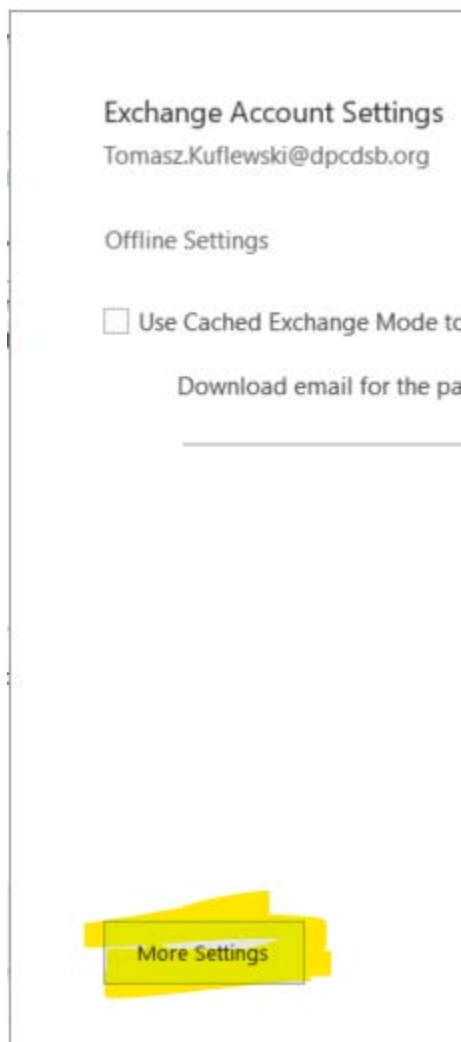 Exchange Account Settings
Tomasz.Kuflewski@dpcdsb.org
Offline Settings
Use Cached Exchange Mode to
Download email for the pa
More Settings